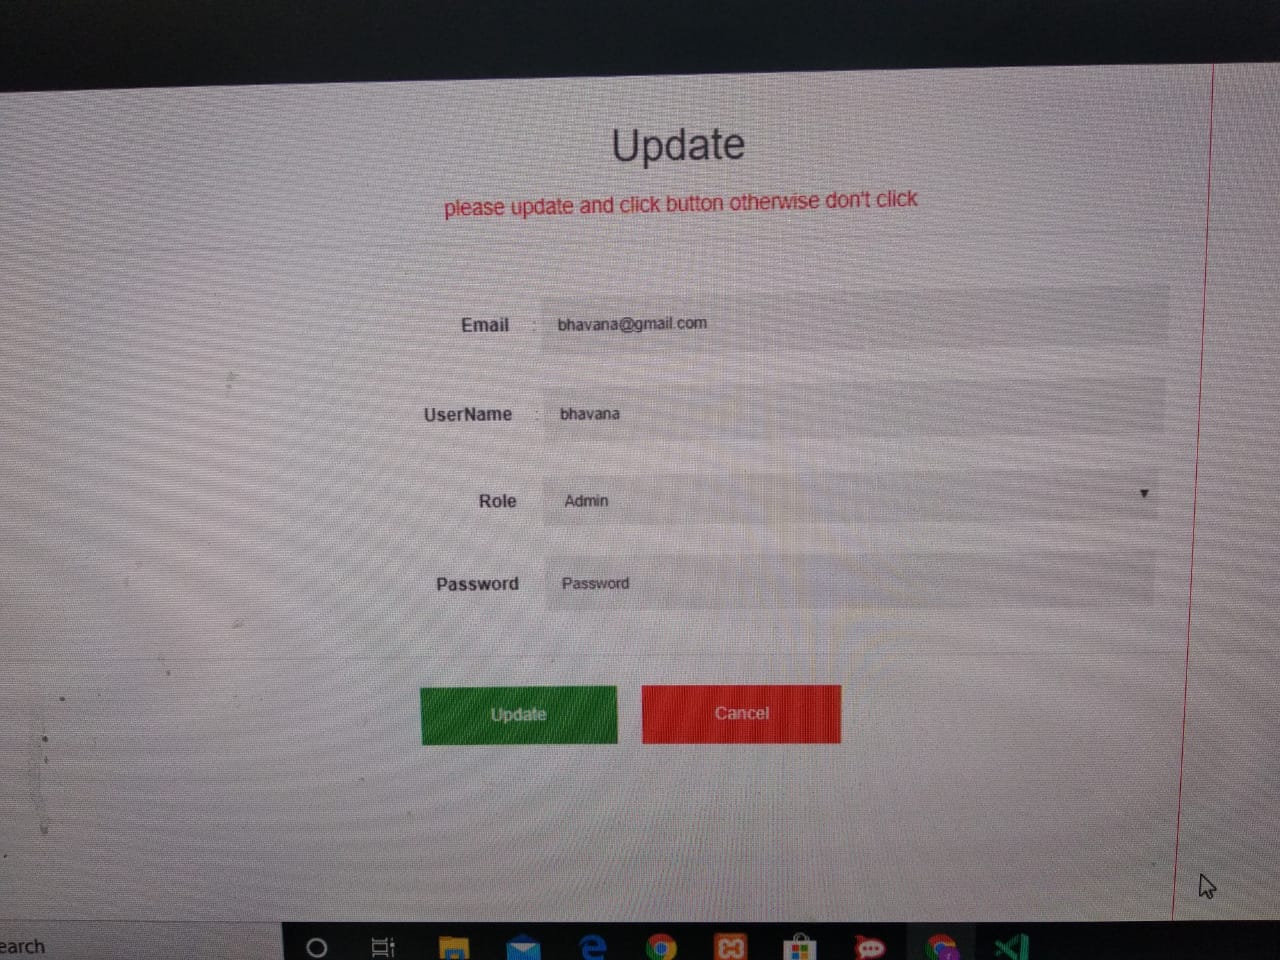 Update
please update and click button otherwise don't click
Email : bhavana@gmail.com
UserName : bhavana
Role Admin
Password Password
Update Cancel
earch